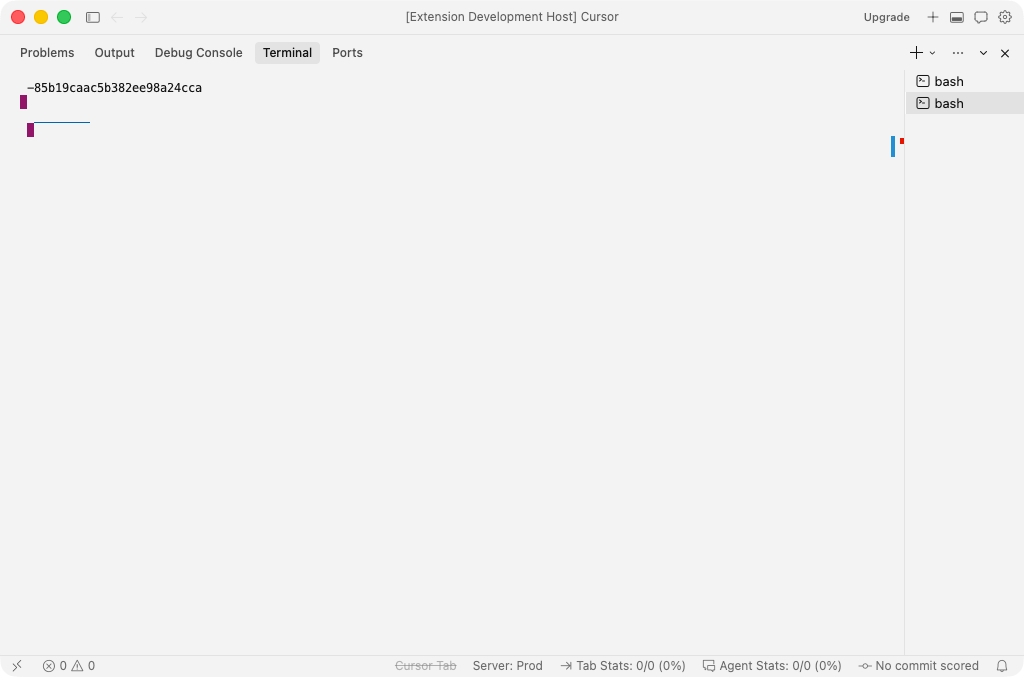 [Extension Development Host] Cursor
Upgrade
Problems Output Debug Console Terminal Ports
−85b19caac5b382ee98a24cca
bash
bash
0 0 Cursor Tab Server: Prod Tab Stats: 0/0 (0%) Agent Stats: 0/0 (0%) No commit scored